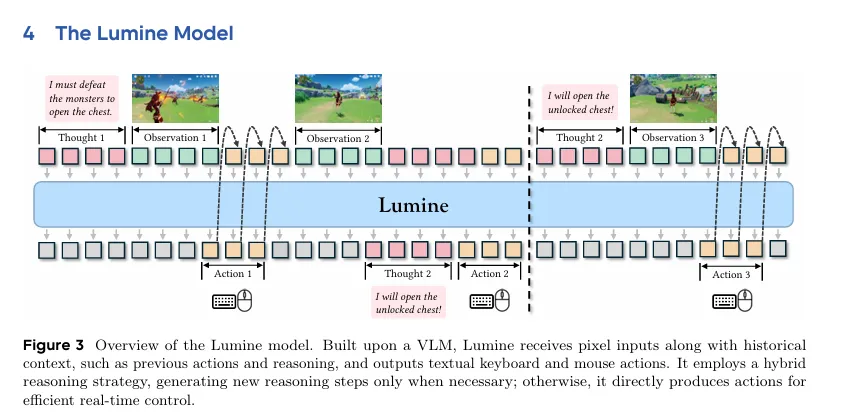 4 The Lumine Model
I must defeat
the monsters to
open the chest.
I will open the
unlocked chest!
Thought 1
Observation 1
Observation 2
Thought 2
Observation 3
Lumine
Action 1
Thought 2
Action 2
Action 3
I will open the
unlocked chest!
Figure 3 Overview of the Lumine model. Built upon a VLM, Lumine receives pixel inputs along with historical
context, such as previous actions and reasoning, and outputs textual keyboard and mouse actions. It employs a hybrid
reasoning strategy, generating new reasoning steps only when necessary; otherwise, it directly produces actions for
efficient real-time control.